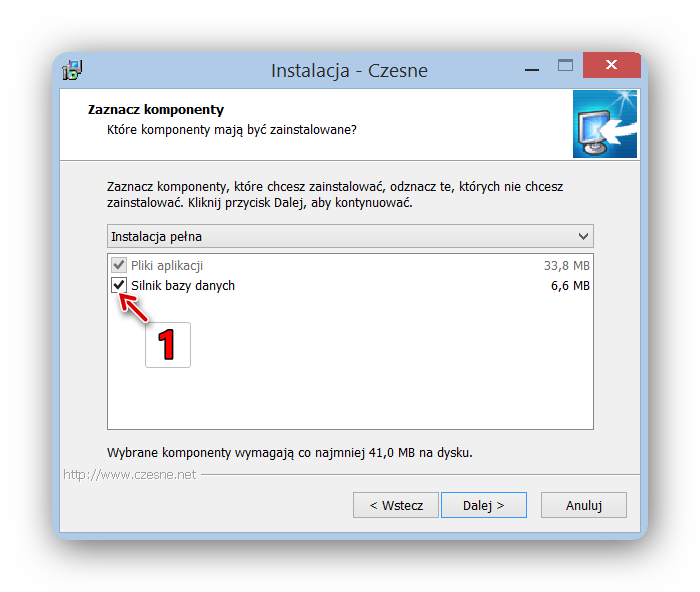 Instalacja - Czesne
Zaznacz komponenty
Które komponenty mają być zainstalowane?
Zaznacz komponenty, które chcesz zainstalować, odznacz te, których nie chcesz
zainstalować. Kliknij przycisk Dalej, aby kontynuować.
Instalacja pełna
Pliki aplikacji 33,8 MB
Silnik bazy danych 6,6 MB
1
Wybrane komponenty wymagają co najmniej 41,0 MB na dysku.
http://www.czesne.net
< Wstecz Dalej > Anuluj